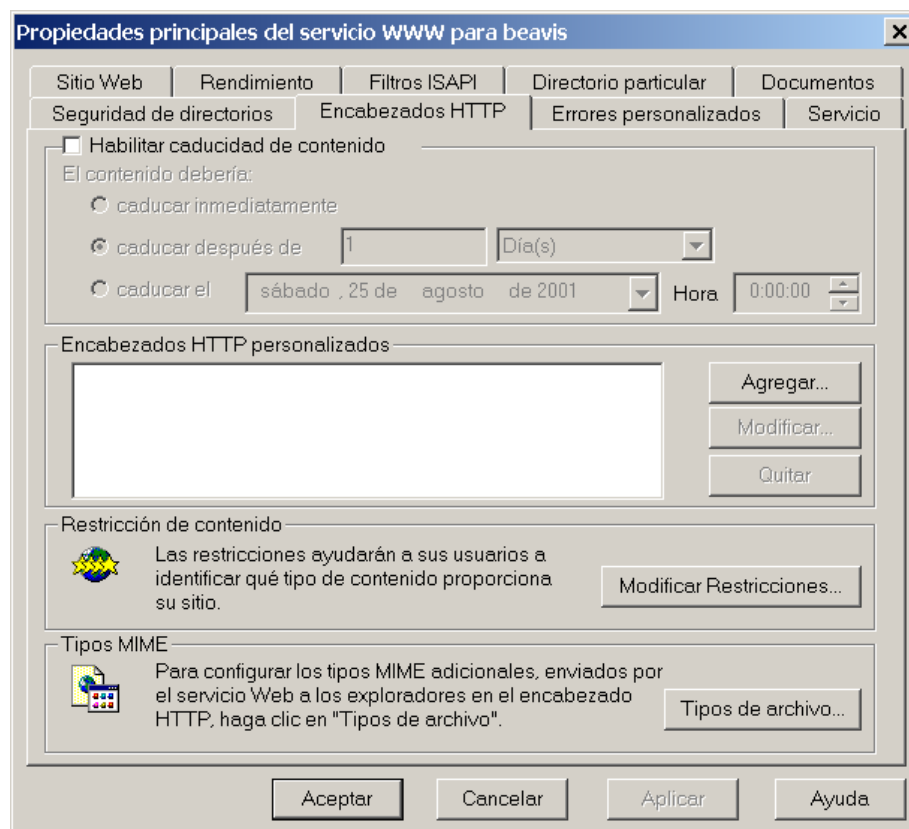 Propiedades principales del servicio WWW para beavis
Sitio Web
Rendimiento
Filtros ISAPI
Directorio particular
Documentos
Seguridad de directorios
Encabezados HTTP
Errores personalizados
Servicio
Habilitar caducidad de contenido
El contenido debería:
caducar inmediatamente
caducar después de 1 Día(s)
caducar el sábado , 25 de agosto de 2001 Hora 0:00:00
Encabezados HTTP personalizados
Agregar...
Modificar...
Quitar
Restricción de contenido
Las restricciones ayudarán a sus usuarios a
identificar qué tipo de contenido proporciona
su sitio.
Modificar Restricciones...
Tipos MIME
Para configurar los tipos MIME adicionales, enviados por
el servicio Web a los exploradores en el encabezado
HTTP, haga clic en "Tipos de archivo".
Tipos de archivo...
Aceptar
Cancelar
Aplicar
Ayuda